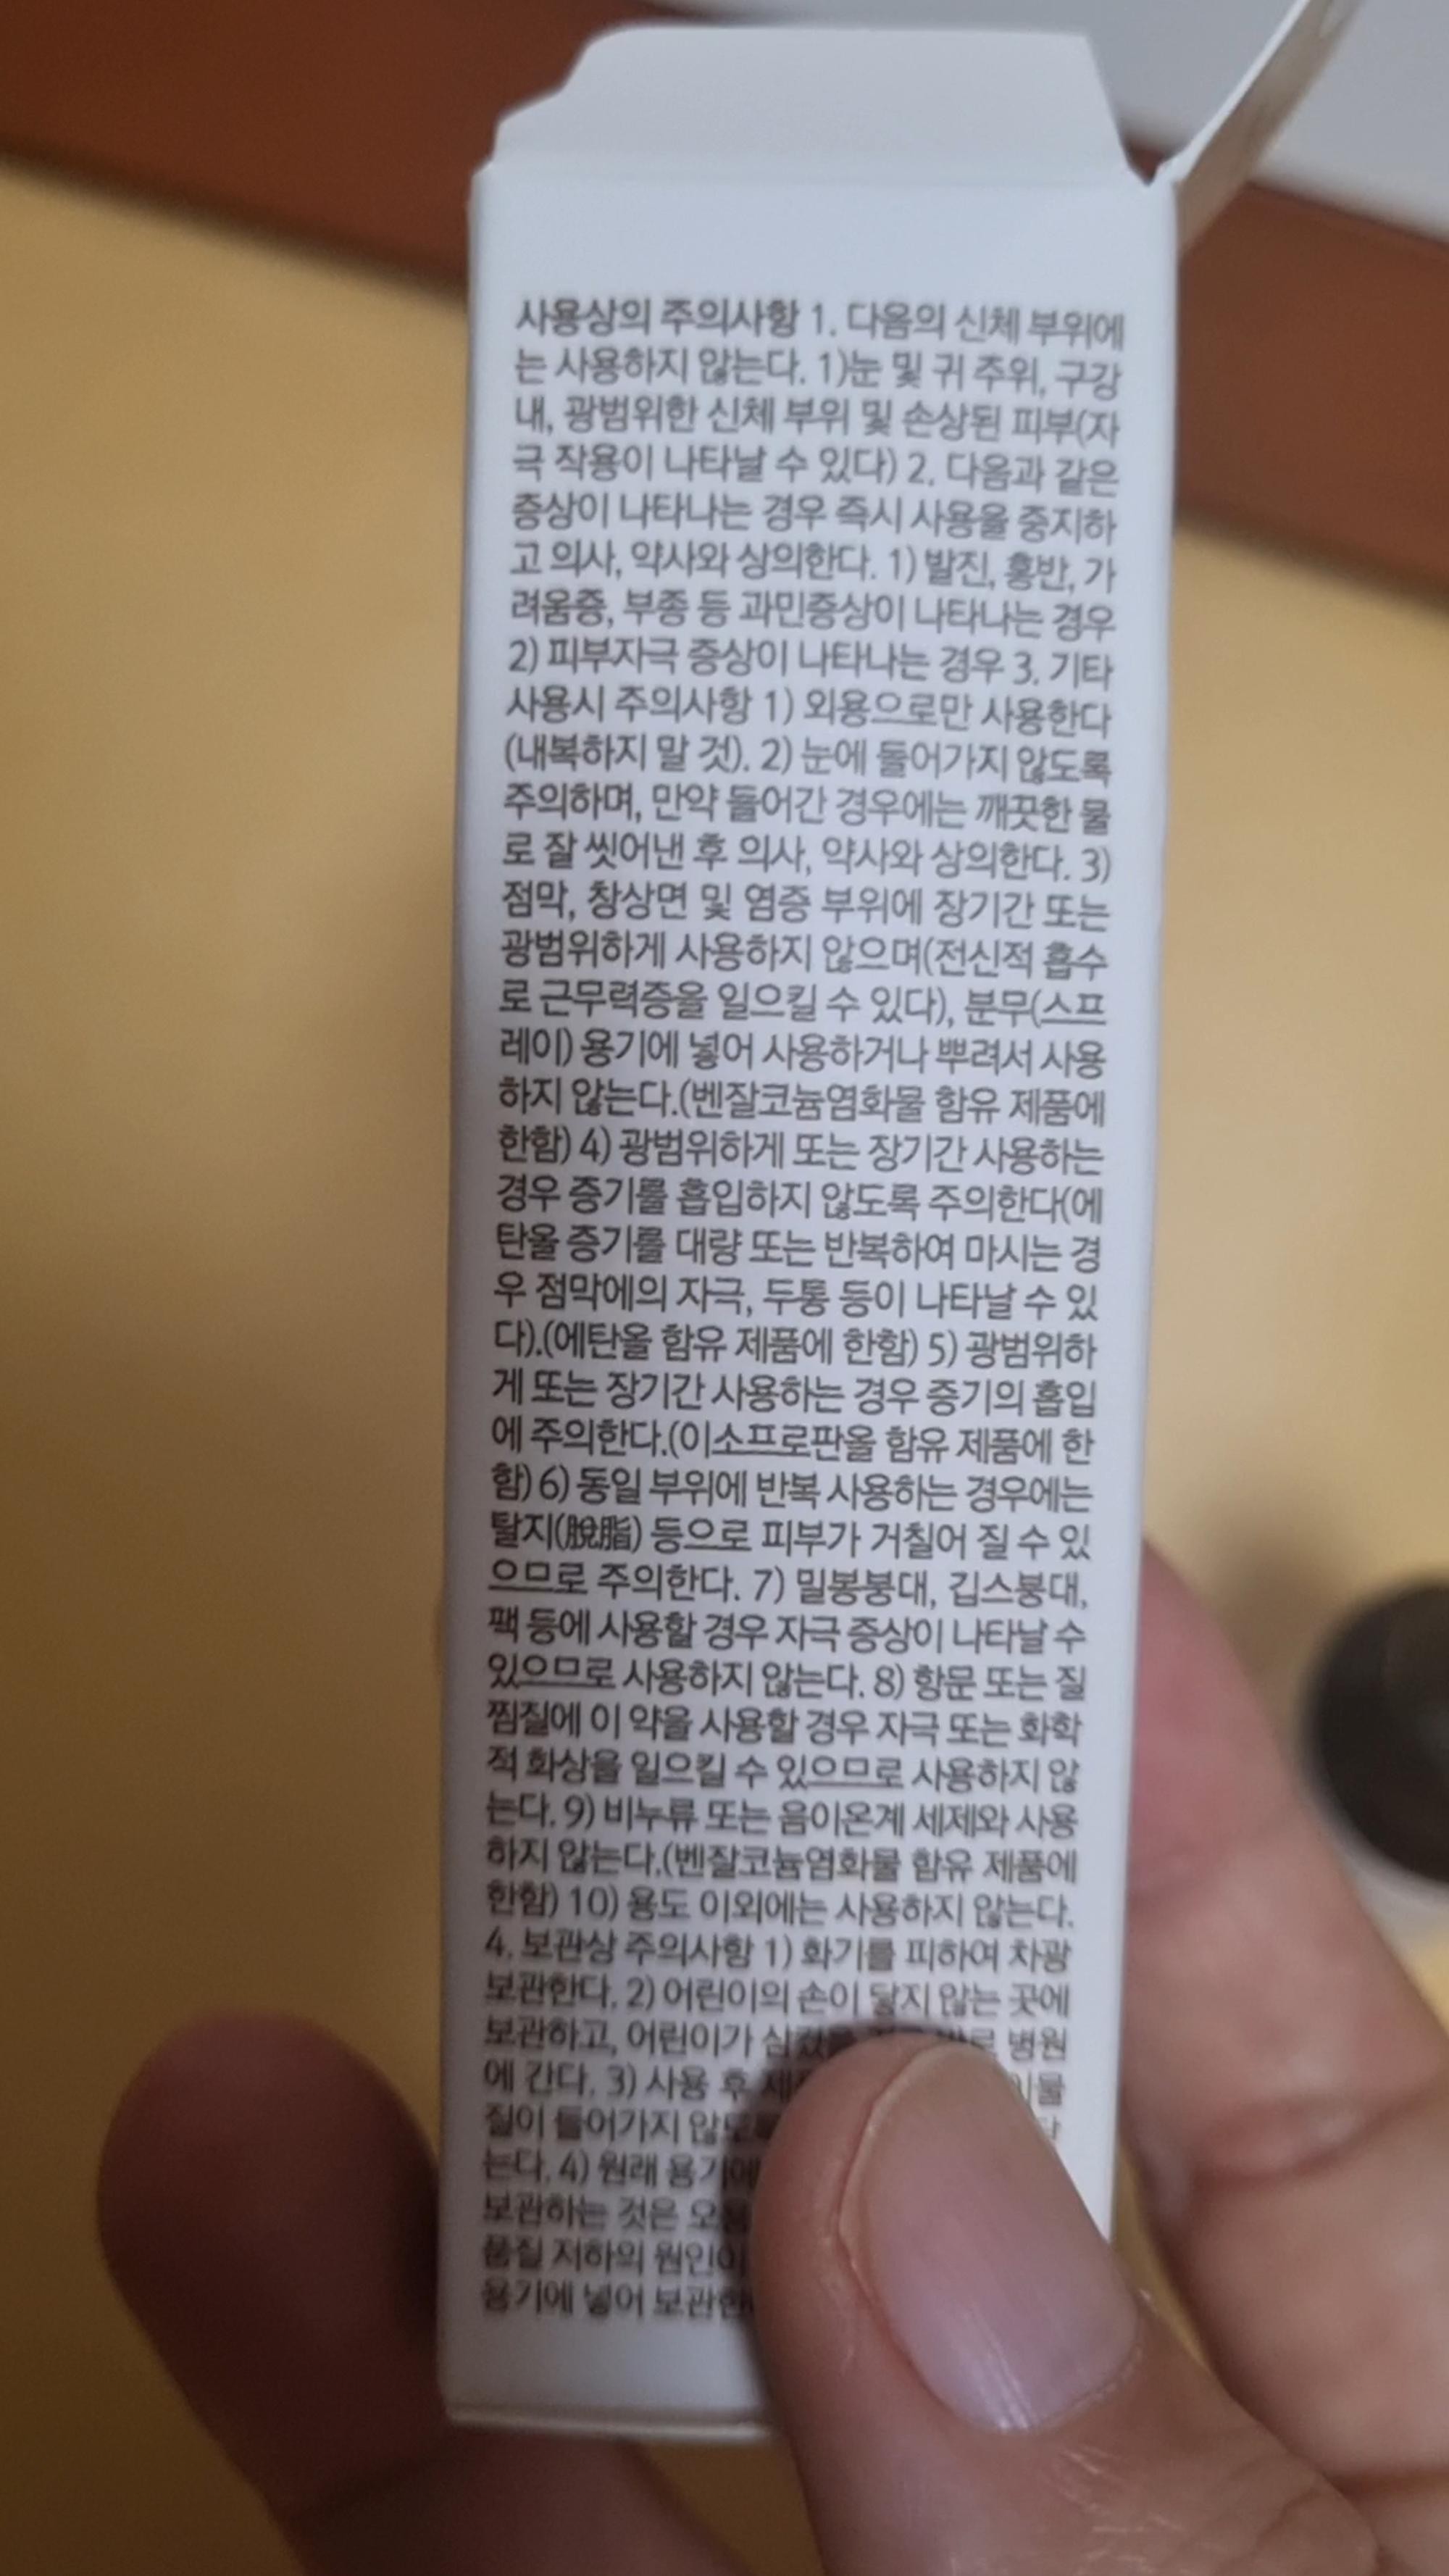 사용상의 주의사항 1. 다음의 신체 부위에
는 사용하지 않는다. 1)눈 및 귀 주위, 구강
내, 광범위한 신체 부위 및 손상된 피부(자
극 작용이 나타날 수 있다) 2. 다음과 같은
증상이 나타나는 경우 즉시 사용을 중지하
고 의사, 약사와 상의한다. 1) 발진, 홍반, 가
려움증, 부종 등 과민증상이 나타나는 경우
2) 피부자극 증상이 나타나는 경우 3. 기타
사용시 주의사항 1) 외용으로만 사용한다
(내복하지 말 것). 2) 눈에 들어가지 않도록
주의하며, 만약 들어간 경우에는 깨끗한 물
로 잘 씻어낸 후 의사, 약사와 상의한다. 3)
점막, 창상면 및 염증 부위에 장기간 또는
광범위하게 사용하지 않으며(전신적 흡수
로 근무력증을 일으킬 수 있다), 분무(스프
레이) 용기에 넣어 사용하거나 뿌려서 사용
하지 않는다.(벤잘코늄염화물 함유 제품에
한함) 4) 광범위하게 또는 장기간 사용하는
경우 증기를 흡입하지 않도록 주의한다(에
탄올 증기를 대량 또는 반복하여 마시는 경
우 점막에의 자극, 두통 등이 나타날 수 있
다).(에탄올 함유 제품에 한함) 5) 광범위하
게 또는 장기간 사용하는 경우 증기의 흡입
에 주의한다.(이소프로판올 함유 제품에 한
함) 6) 동일 부위에 반복 사용하는 경우에는
탈지(脫脂) 등으로 피부가 거칠어 질 수 있
으므로 주의한다. 7) 밀봉붕대, 깁스붕대,
팩 등에 사용할 경우 자극 증상이 나타날 수
있으므로 사용하지 않는다. 8) 항문 또는 질
찜질에 이 약을 사용할 경우 자극 또는 화학
적 화상을 일으킬 수 있으므로 사용하지 않
는다. 9) 비누류 또는 음이온계 세제와 사용
하지 않는다.(벤잘코늄염화물 함유 제품에
한함) 10) 용도 이외에는 사용하지 않는다.
4. 보관상 주의사항 1) 화기를 피하여 차광
보관한다. 2) 어린이의 손이 닿지 않는 곳에
보관하고, 어린이가 병원
에 간다. 3) 사용 후
질이 들어가지
는다. 4) 원래
보관하는 것은
품질 저하의
용기에 넣어